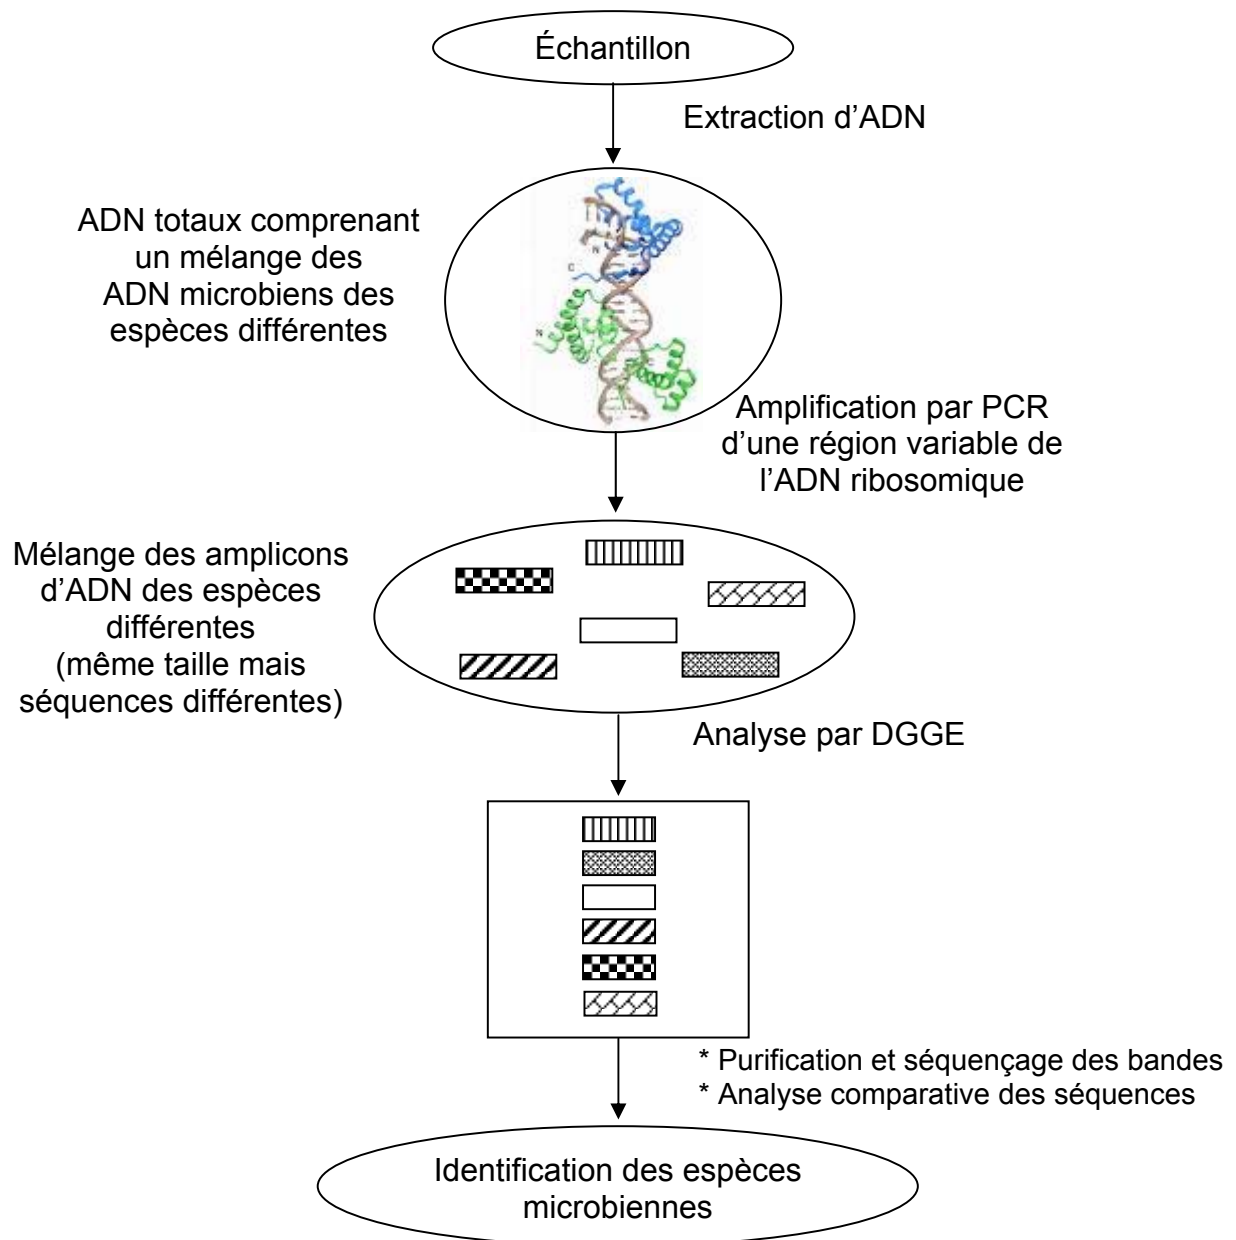 Échantillon
Extraction d’ADN
ADN totaux comprenant
un mélange des
ADN microbiens des
espèces différentes
N
C
N
Amplification par PCR
d’une région variable de
l’ADN ribosomique
Mélange des amplicons
d’ADN des espèces
différentes
(même taille mais
séquences différentes)
Analyse par DGGE
* Purification et séquençage des bandes
* Analyse comparative des séquences
Identification des espèces
microbiennes